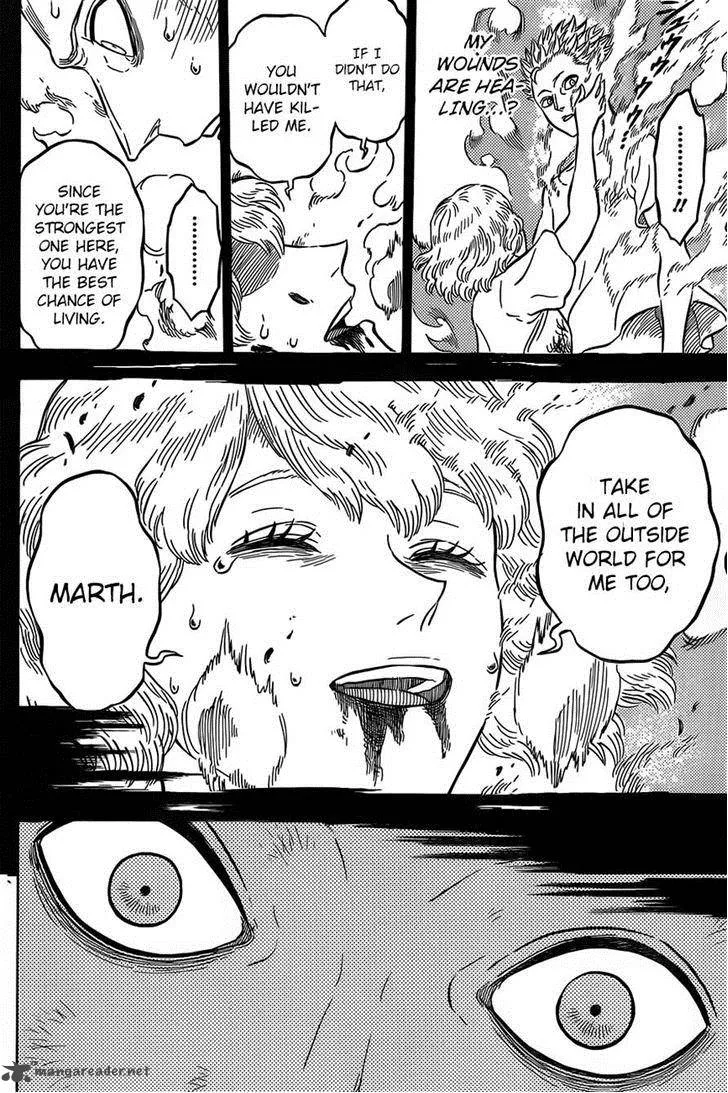 MY
WOUNDS
ARE HEA-
LING?..?
.........!!
IF I
DIDN'T DO
THAT,
YOU
WOULDN'T
HAVE KIL-
LED ME.
.........
SINCE
YOU'RE THE
STRONGEST
ONE HERE,
YOU HAVE
THE BEST
CHANCE OF
LIVING.
TAKE
IN ALL OF
THE OUTSIDE
WORLD FOR
ME TOO,
MARTH.
mangareader.net